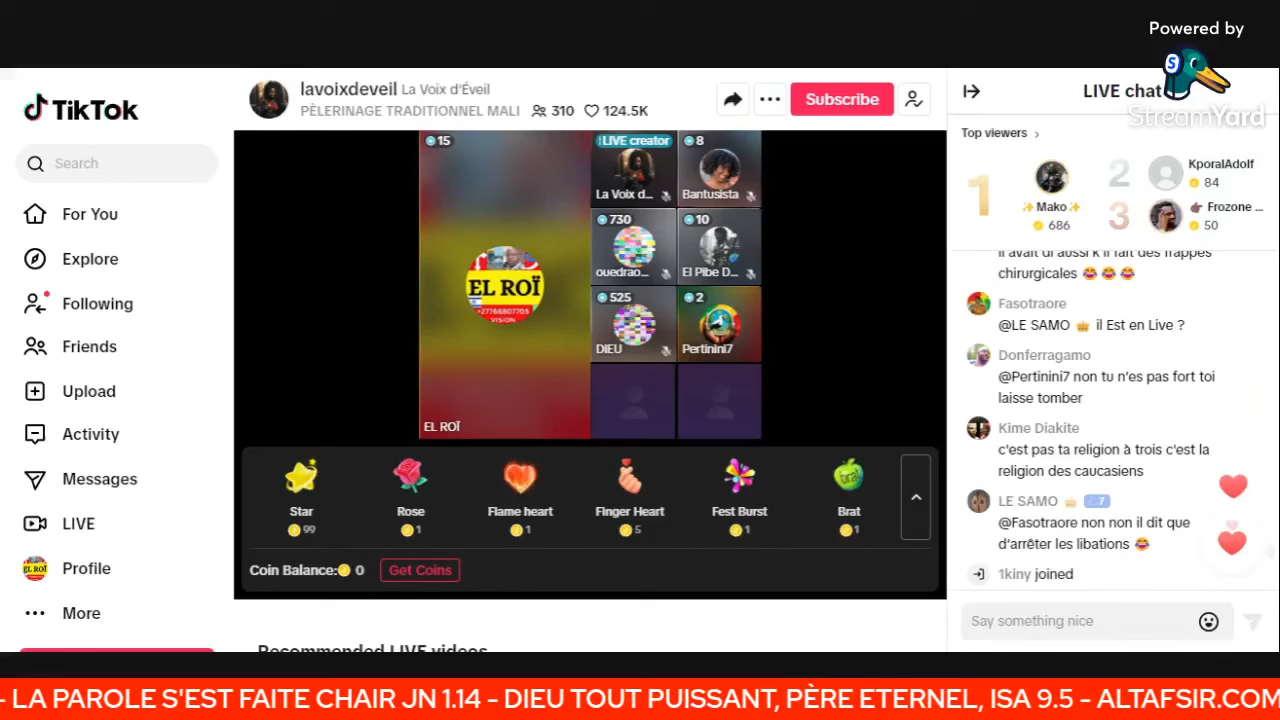 Powered by
StreamYard
TikTok
Search
For You
Explore
Following
Friends
Upload
Activity
Messages
LIVE
Profile
More
lavoixdeveil La Voix d'Éveil
PÈLERINAGE TRADITIONNEL MALI 310 124.5K
Subscribe
15
EL ROÏ
+27766807703
VISION
EL ROÏ
LIVE creator
La Voix d...
8
Bantusista
730
ouedrao...
10
El Pibe D...
525
DIEU
2
Pertinini7
Star
99
Rose
1
Flame heart
1
Finger Heart
5
Fest Burst
1
brat
Brat
1
Coin Balance: 0 Get Coins
Recommended LIVE videos
LIVE chat
Top viewers >
1
✨Mako✨
686
2
KporalAdolf
84
3
Frozone ...
50
il avait di aussi k il fait des frappes
chirurgicales 😂😂😂
Fasotraore
@LE SAMO 👑 il Est en Live ?
Donferragamo
@Pertinini7 non tu n'es pas fort toi
laisse tomber
Kime Diakite
c'est pas ta religion à trois c'est la
religion des caucasiens
LE SAMO 👑 7
@Fasotraore non non il dit que
d'arrêter les libations 😂
1kiny joined
Say something nice
- LA PAROLE S'EST FAITE CHAIR JN 1.14 - DIEU TOUT PUISSANT, PÈRE ETERNEL, ISA 9.5 - ALTAFSIR.COM